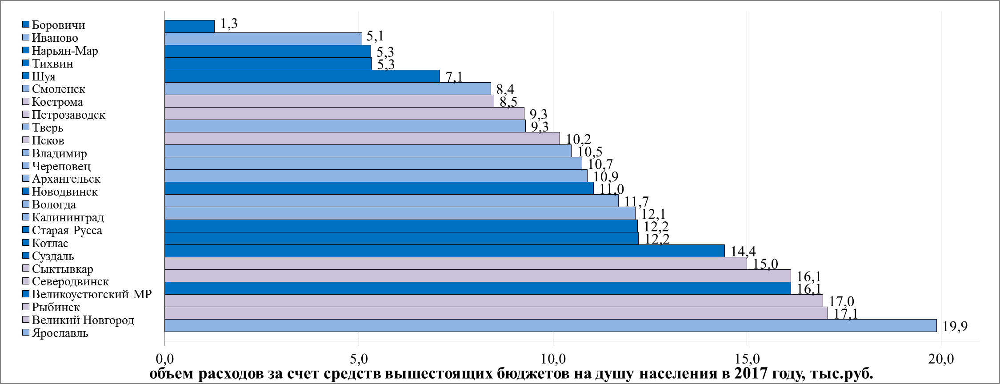 Боровичи 1,3
Иваново 5,1
Нарьян-Мар 5,3
Тихвин 5,3
Шуя 7,1
Смоленск 8,4
Кострома 8,5
Петрозаводск 9,3
Тверь 9,3
Псков 10,2
Владимир 10,5
Череповец 10,7
Архангельск 10,9
Новодвинск 11,0
Вологда 11,7
Калининград 12,1
Старая Русса 12,2
Котлас 12,2
Суздаль 14,4
Сыктывкар 15,0
Северодвинск 16,1
Великоустюгский МР 16,1
Рыбинск 17,0
Великий Новгород 17,1
Ярославль 19,9
0,0 5,0 10,0 15,0 20,0
объем расходов за счет средств вышестоящих бюджетов на душу населения в 2017 году, тыс.руб.